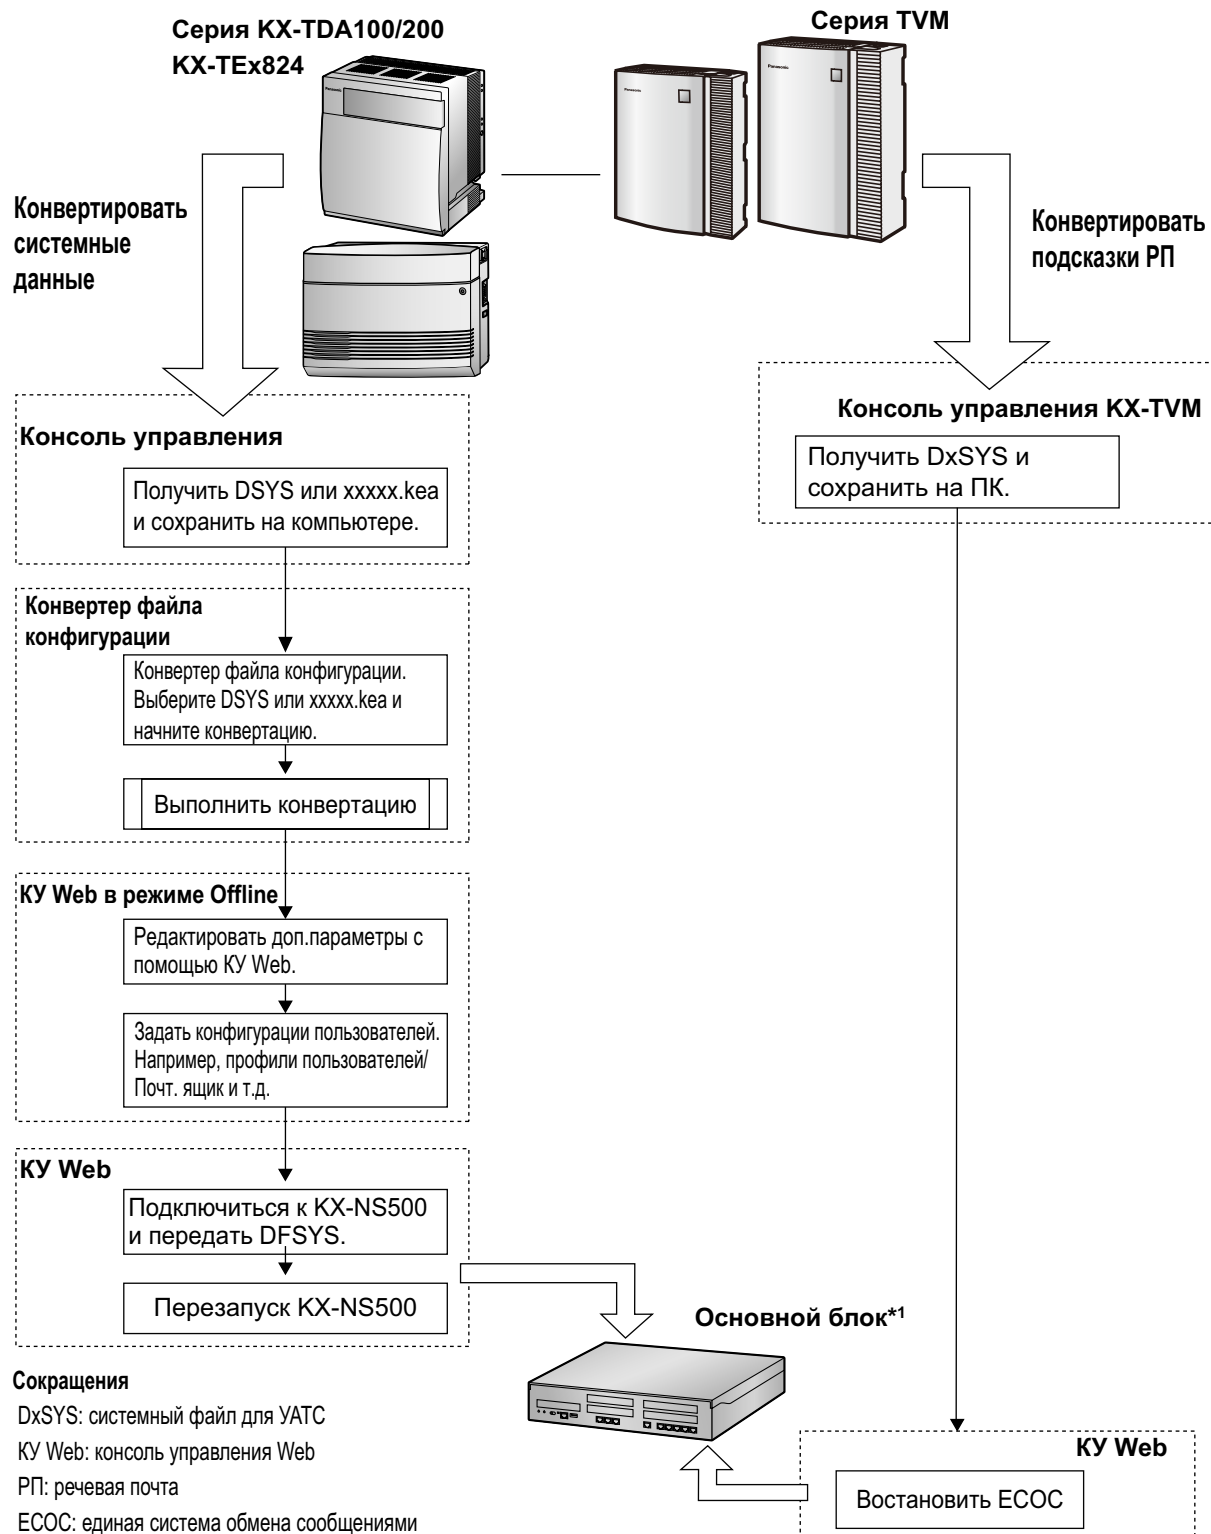 Серия KX-TDA100/200
KX-TEx824
Серия TVM
Panasonic
Panasonic
Panasonic
Конвертировать
системные
данные
Конвертировать
подсказки РП
Консоль управления
Получить DSYS или xxxxx.kea
и сохранить на компьютере.
Консоль управления KX-TVM
Получить DxSYS и
сохранить на ПК.
Конвертер файла
конфигурации
Конвертер файла конфигурации.
Выберите DSYS или xxxxx.kea и
начните конвертацию.
Выполнить конвертацию
КУ Web в режиме Offline
Редактировать доп.параметры с
помощью КУ Web.
Задать конфигурации пользователей.
Например, профили пользователей/
Почт. ящик и т.д.
КУ Web
Подключиться к KX-NS500
и передать DFSYS.
Перезапуск KX-NS500
Основной блок*1
КУ Web
Востановить ЕСОС
Сокращения
DxSYS: системный файл для УАТС
КУ Web: консоль управления Web
РП: речевая почта
ЕСОС: единая система обмена сообщениями